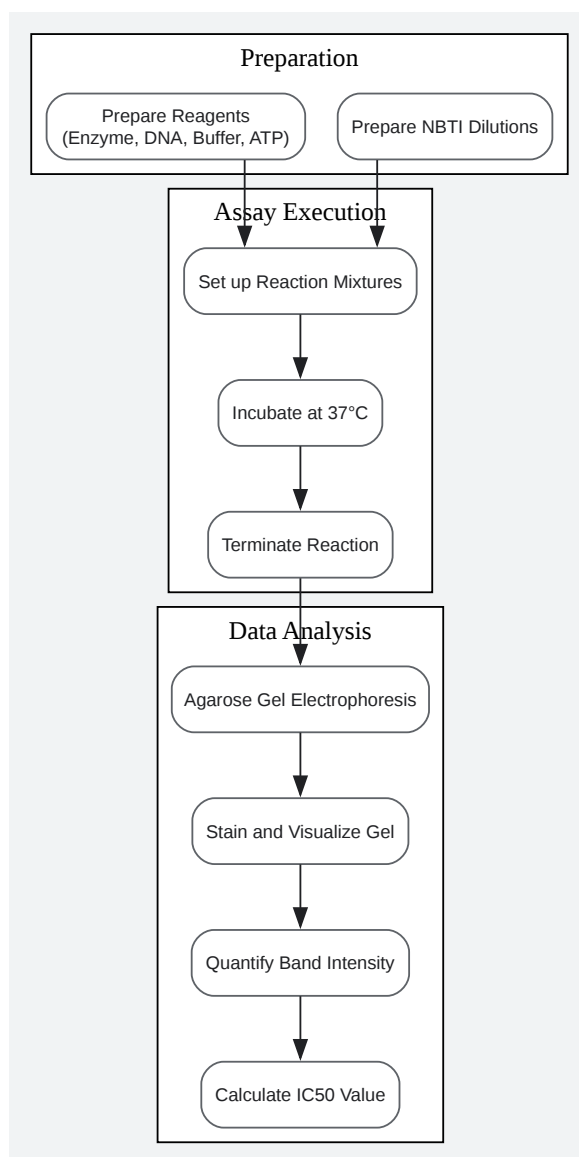 Preparation
Prepare Reagents
(Enzyme, DNA, Buffer, ATP)
Prepare NBTI Dilutions
Assay Execution
Set up Reaction Mixtures
Incubate at 37°C
Terminate Reaction
Data Analysis
Agarose Gel Electrophoresis
Stain and Visualize Gel
Quantify Band Intensity
Calculate IC50 Value